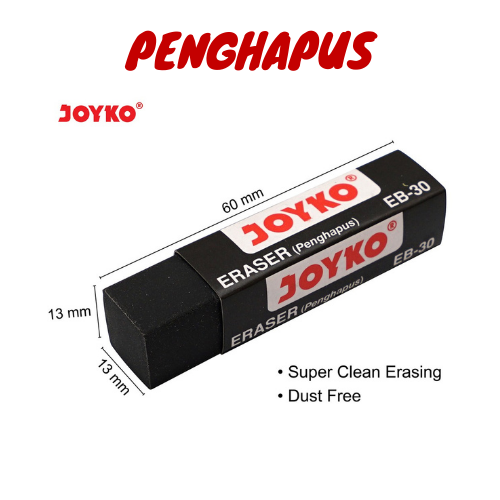 PENGHAPUS
JOYKO®
60 mm
JOYKO®
ERASER (Penghapus)
EB-30
JOYKO®
ERASER (Penghapus)
EB-30
13 mm
13 mm
• Super Clean Erasing
• Dust Free